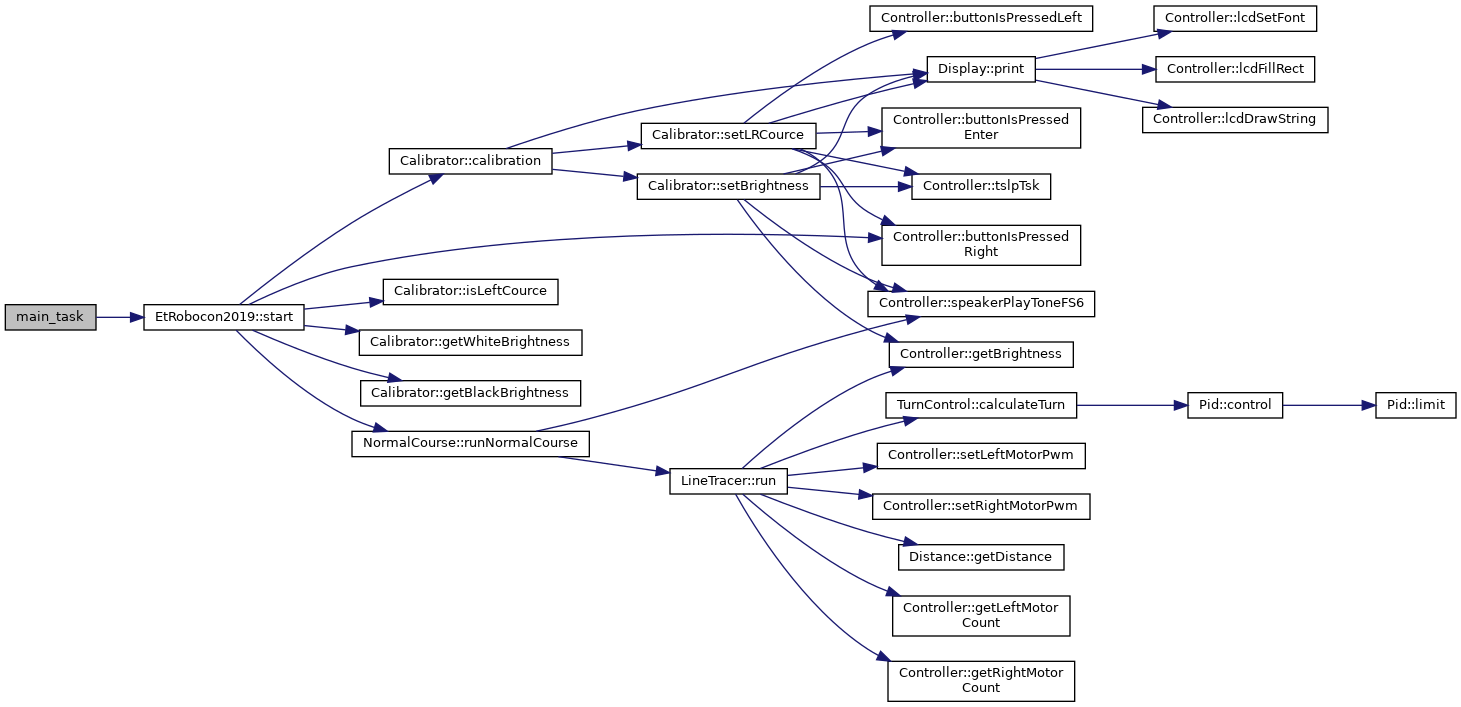 main_task
EtRobocon2019::start
Calibrator::calibration
Calibrator::isLeftCource
Calibrator::getWhiteBrightness
Calibrator::getBlackBrightness
NormalCourse::runNormalCourse
Calibrator::setLRCource
Calibrator::setBrightness
LineTracer::run
Controller::buttonIsPressedLeft
Display::print
Controller::buttonIsPressed
Enter
Controller::tslpTsk
Controller::buttonIsPressed
Right
Controller::speakerPlayToneFS6
Controller::getBrightness
TurnControl::calculateTurn
Controller::setLeftMotorPwm
Controller::setRightMotorPwm
Distance::getDistance
Controller::getLeftMotor
Count
Controller::getRightMotor
Count
Controller::lcdSetFont
Controller::lcdFillRect
Controller::lcdDrawString
Pid::control
Pid::limit